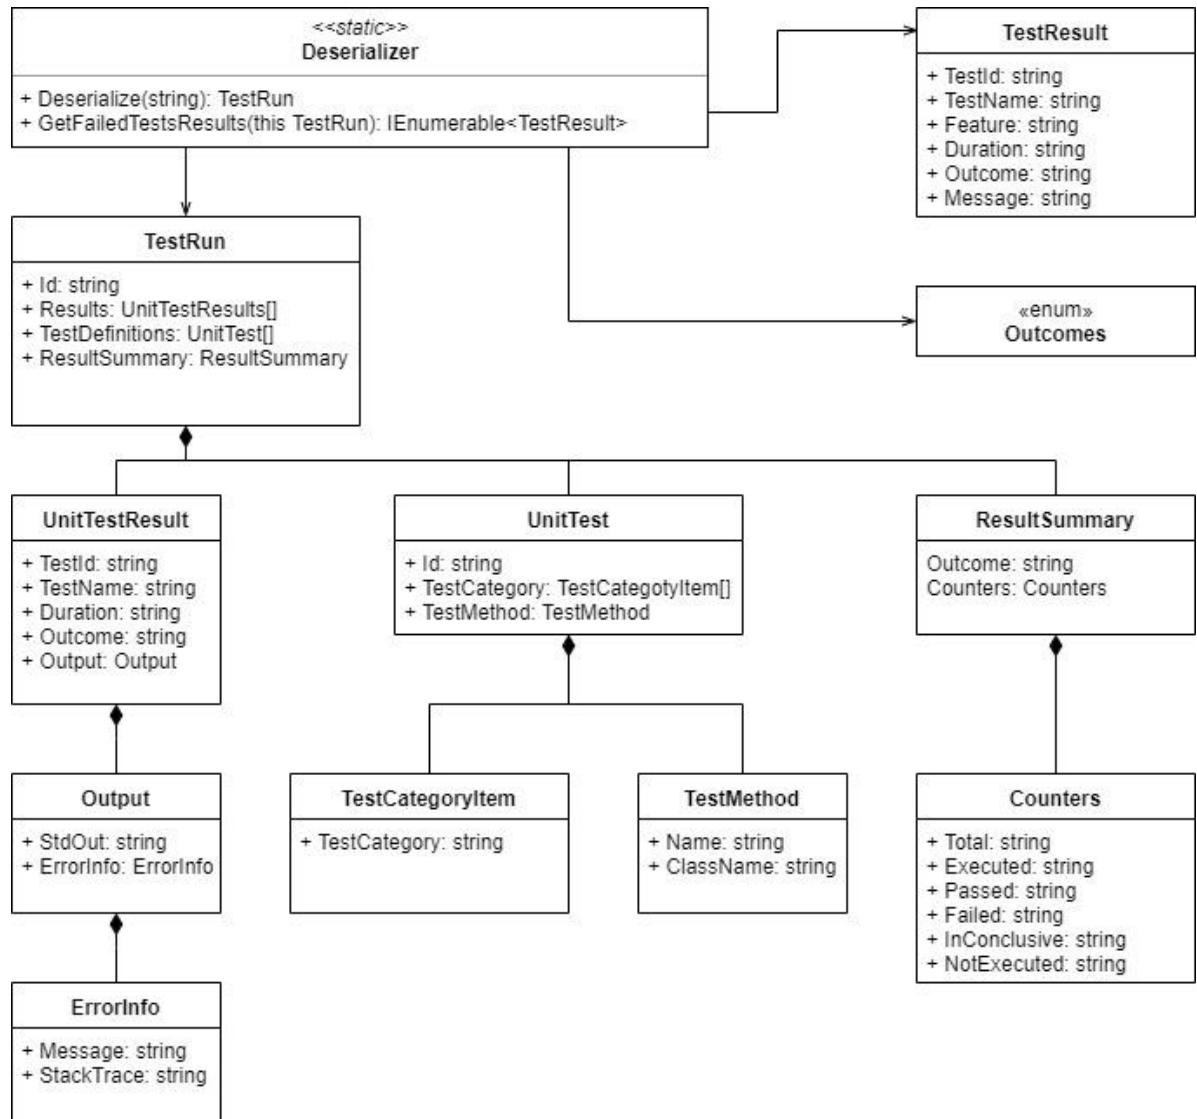 <<static>>
Deserializer
+ Deserialize(string): TestRun
+ GetFailedTestsResults(this TestRun): IEnumerable<TestResult>
TestResult
+ TestId: string
+ TestName: string
+ Feature: string
+ Duration: string
+ Outcome: string
+ Message: string
TestRun
+ Id: string
+ Results: UnitTestResults[]
+ TestDefinitions: UnitTest[]
+ ResultSummary: ResultSummary
«enum»
Outcomes
UnitTestResult
+ TestId: string
+ TestName: string
+ Duration: string
+ Outcome: string
+ Output: Output
UnitTest
+ Id: string
+ TestCategory: TestCategotyItem[]
+ TestMethod: TestMethod
ResultSummary
Outcome: string
Counters: Counters
Output
+ StdOut: string
+ ErrorInfo: ErrorInfo
TestCategoryItem
+ TestCategory: string
TestMethod
+ Name: string
+ ClassName: string
Counters
+ Total: string
+ Executed: string
+ Passed: string
+ Failed: string
+ InConclusive: string
+ NotExecuted: string
ErrorInfo
+ Message: string
+ StackTrace: string